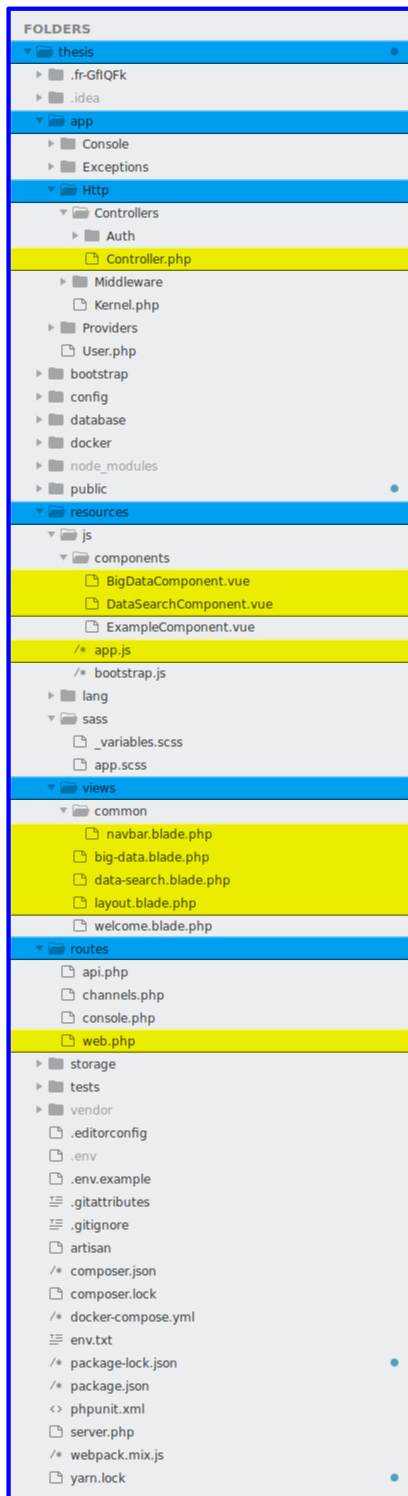 FOLDERS
thesis
.fr-GflQFk
.idea
app
Console
Exceptions
Http
Controllers
Auth
Controller.php
Middleware
Kernel.php
Providers
User.php
bootstrap
config
database
docker
node_modules
public
resources
js
components
BigDataComponent.vue
DataSearchComponent.vue
ExampleComponent.vue
/* app.js
/* bootstrap.js
lang
sass
_variables.scss
app.scss
views
common
navbar.blade.php
big-data.blade.php
data-search.blade.php
layout.blade.php
welcome.blade.php
routes
api.php
channels.php
console.php
web.php
storage
tests
vendor
.editorconfig
.env
.env.example
.gitattributes
.gitignore
artisan
/* composer.json
composer.lock
/* docker-compose.yml
env.txt
/* package-lock.json
/* package.json
<> phpunit.xml
server.php
/* webpack.mix.js
yarn.lock